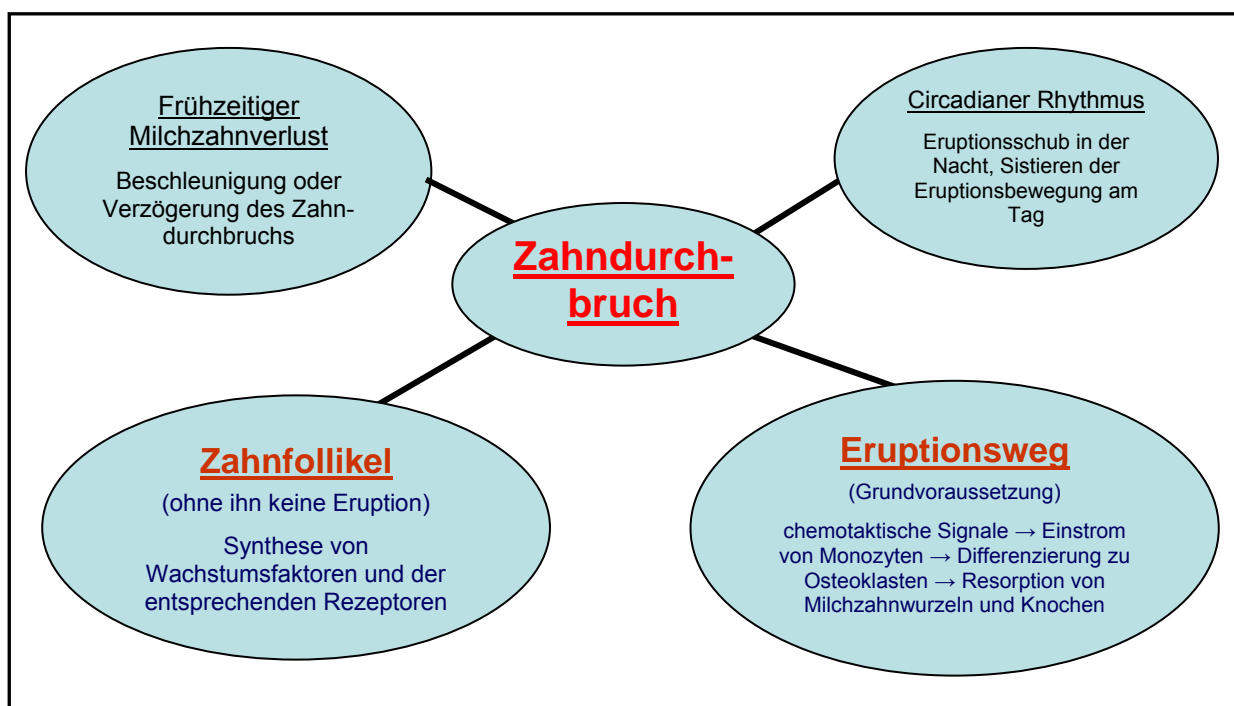 Frühzeitiger
Milchzahnverlust
Beschleunigung oder
Verzögerung des Zahn-
durchbruchs
Circadianer Rhythmus
Eruptionsschub in der
Nacht, Sistieren der
Eruptionsbewegung am
Tag
Zahndurch-
bruch
Zahnfollikel
(ohne ihn keine Eruption)
Synthese von
Wachstumsfaktoren und der
entsprechenden Rezeptoren
Eruptionsweg
(Grundvoraussetzung)
chemotaktische Signale → Einstrom
von Monozyten → Differenzierung zu
Osteoklasten → Resorption von
Milchzahnwurzeln und Knochen